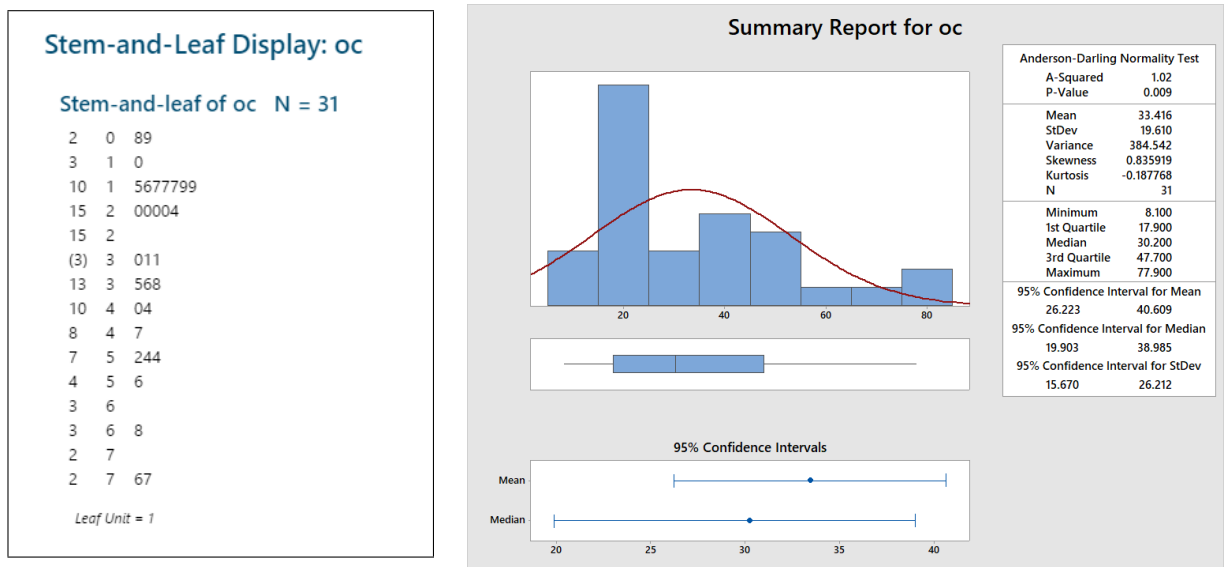 Stem-and-Leaf Display: oc
Stem-and-leaf of oc N = 31
2 0 89
3 1 0
10 1 5677799
15 2 00004
15 2
(3) 3 011
13 3 568
10 4 04
8 4 7
7 5 244
4 5 6
3 6
3 6 8
2 7
2 7 67
Leaf Unit = 1
Summary Report for oc
20 40 60 80
95% Confidence Intervals
Mean
Median
20 25 30 35 40
Anderson-Darling Normality Test
A-Squared 1.02
P-Value 0.009
Mean 33.416
StDev 19.610
Variance 384.542
Skewness 0.835919
Kurtosis -0.187768
N 31
Minimum 8.100
1st Quartile 17.900
Median 30.200
3rd Quartile 47.700
Maximum 77.900
95% Confidence Interval for Mean
26.223 40.609
95% Confidence Interval for Median
19.903 38.985
95% Confidence Interval for StDev
15.670 26.212